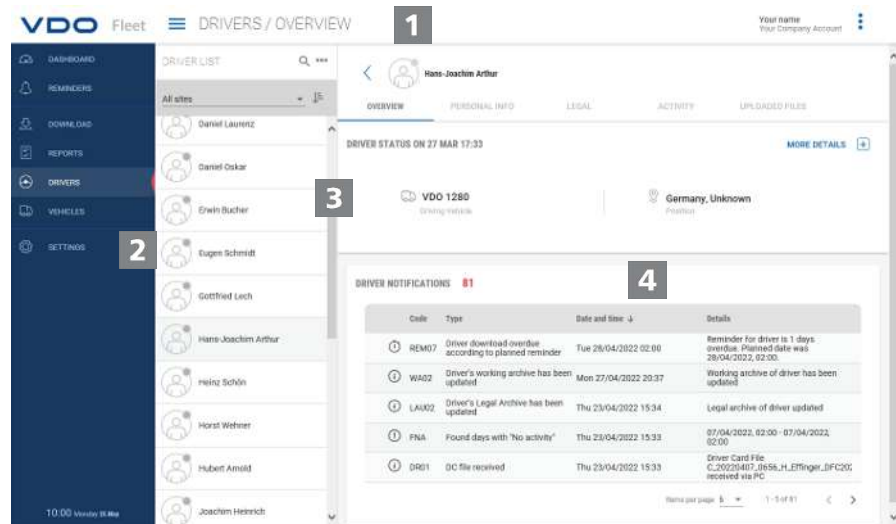 VDO Fleet
DRIVERS / OVERVIEW
1
Your name
Your Company Account
DASHBOARD
REMINDERS
DOWNLOAD
REPORTS
DRIVERS
VEHICLES
SETTINGS
2
10:00 Monday
DRIVER LIST
All sites
Daniel Laurenz
Daniel Oskar
Erwin Bucher
Eugen Schmidt
Gottfried Lech
Hans-Joachim Arthur
Heinz Schön
Horst Wehner
Hubert Arnold
Joachim Heinrich
3
Hans-Joachim Arthur
OVERVIEW PERSONAL INFO LEGAL ACTIVITY UPLOADED FILES
DRIVER STATUS ON 27 MAR 17:33
MORE DETAILS
VDO 1280
Driving Vehicle
Germany, Unknown
Position
4
DRIVER NOTIFICATIONS 81
Code Type Date and time ↓ Details
REM07 Driver download overdue according to planned reminder Tue 28/04/2022 02:00 Reminder for driver is 1 days overdue. Planned date was 28/04/2022, 02:00.
WA02 Driver's working archive has been updated Mon 27/04/2022 20:37 Working archive of driver has been updated
LAU02 Driver's Legal Archive has been updated Thu 23/04/2022 15:34 Legal archive of driver updated
FNA Found days with "No activity" Thu 23/04/2022 15:33 07/04/2022, 02:00 - 07/04/2022, 02:00
DR01 DC file received Thu 23/04/2022 15:33 Driver Card File C_20220407_0656_H_Effinger_DFC202 received via PC
Items per page 5 1 - 5 of 81